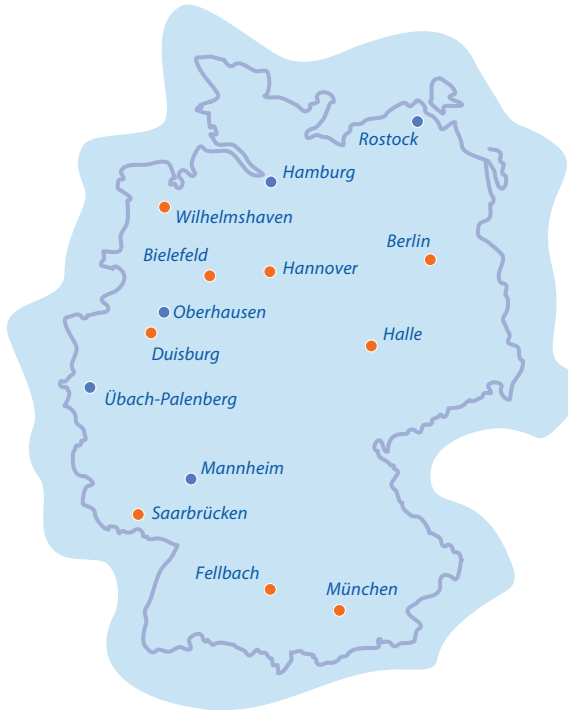 Rostock
Hamburg
Wilhelmshaven
Berlin
Bielefeld
Hannover
Oberhausen
Halle
Duisburg
Übach-Palenberg
Mannheim
Saarbrücken
Fellbach
München